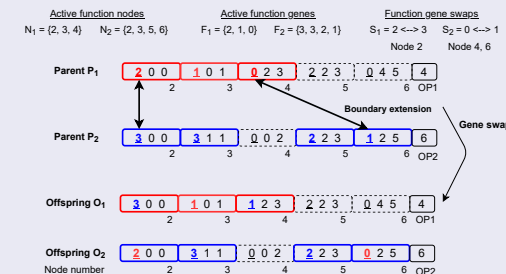 Active function nodes Active function genes Function gene swaps
N1 = {2, 3, 4} N2 = {2, 3, 5, 6} F1 = {2, 1, 0} F2 = {3, 3, 2, 1} S1 = 2 <--> 3 S2 = 0 <--> 1
Node 2 Node 4, 6
Parent P1 2 0 0 1 0 1 0 2 3 2 2 3 0 4 5 4
2 3 4 5 6 OP1
Boundary extension
Gene swap
Parent P2 3 0 0 3 1 1 0 0 2 2 2 3 1 2 5 6
2 3 4 5 6 OP2
Offspring O1 3 0 0 1 0 1 1 2 3 2 2 3 0 4 5 4
2 3 4 5 6 OP1
Offspring O2 2 0 0 3 1 1 0 0 2 2 2 3 0 2 5 6
Node number 2 3 4 5 6 OP2